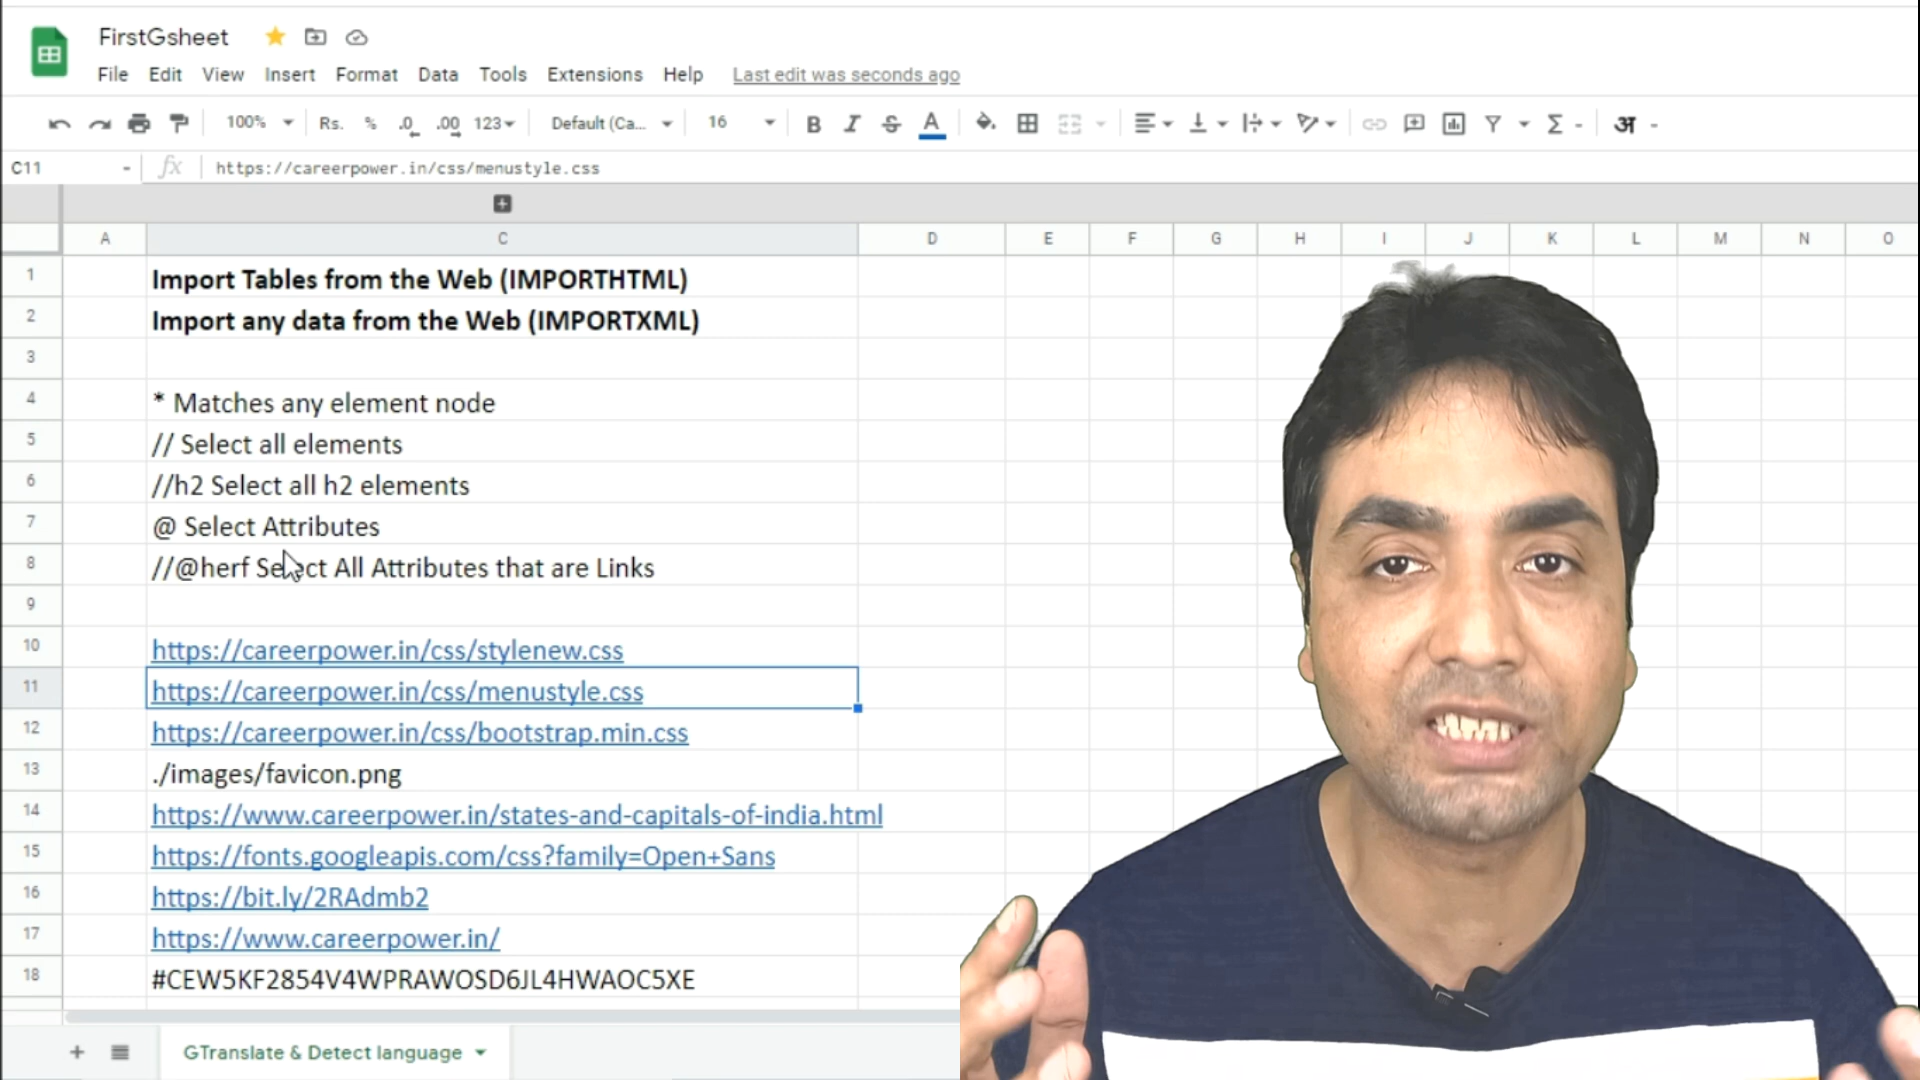 FirstGsheet
File Edit View Insert Format Data Tools Extensions Help Last edit was seconds ago
100% Rs. % .0 .00 123 Default (Ca... 16 B I S A Σ अ
C11 fx https://careerpower.in/css/menustyle.css
A C D E F G H I J K L M N O
1 Import Tables from the Web (IMPORTHTML)
2 Import any data from the Web (IMPORTXML)
3
4 * Matches any element node
5 // Select all elements
6 //h2 Select all h2 elements
7 @ Select Attributes
8 //@herf Select All Attributes that are Links
9
10 https://careerpower.in/css/stylenew.css
11 https://careerpower.in/css/menustyle.css
12 https://careerpower.in/css/bootstrap.min.css
13 ./images/favicon.png
14 https://www.careerpower.in/states-and-capitals-of-india.html
15 https://fonts.googleapis.com/css?family=Open+Sans
16 https://bit.ly/2RAdmb2
17 https://www.careerpower.in/
18 #CEW5KF2854V4WPRAWOSD6JL4HWAOC5XE
GTranslate & Detect language